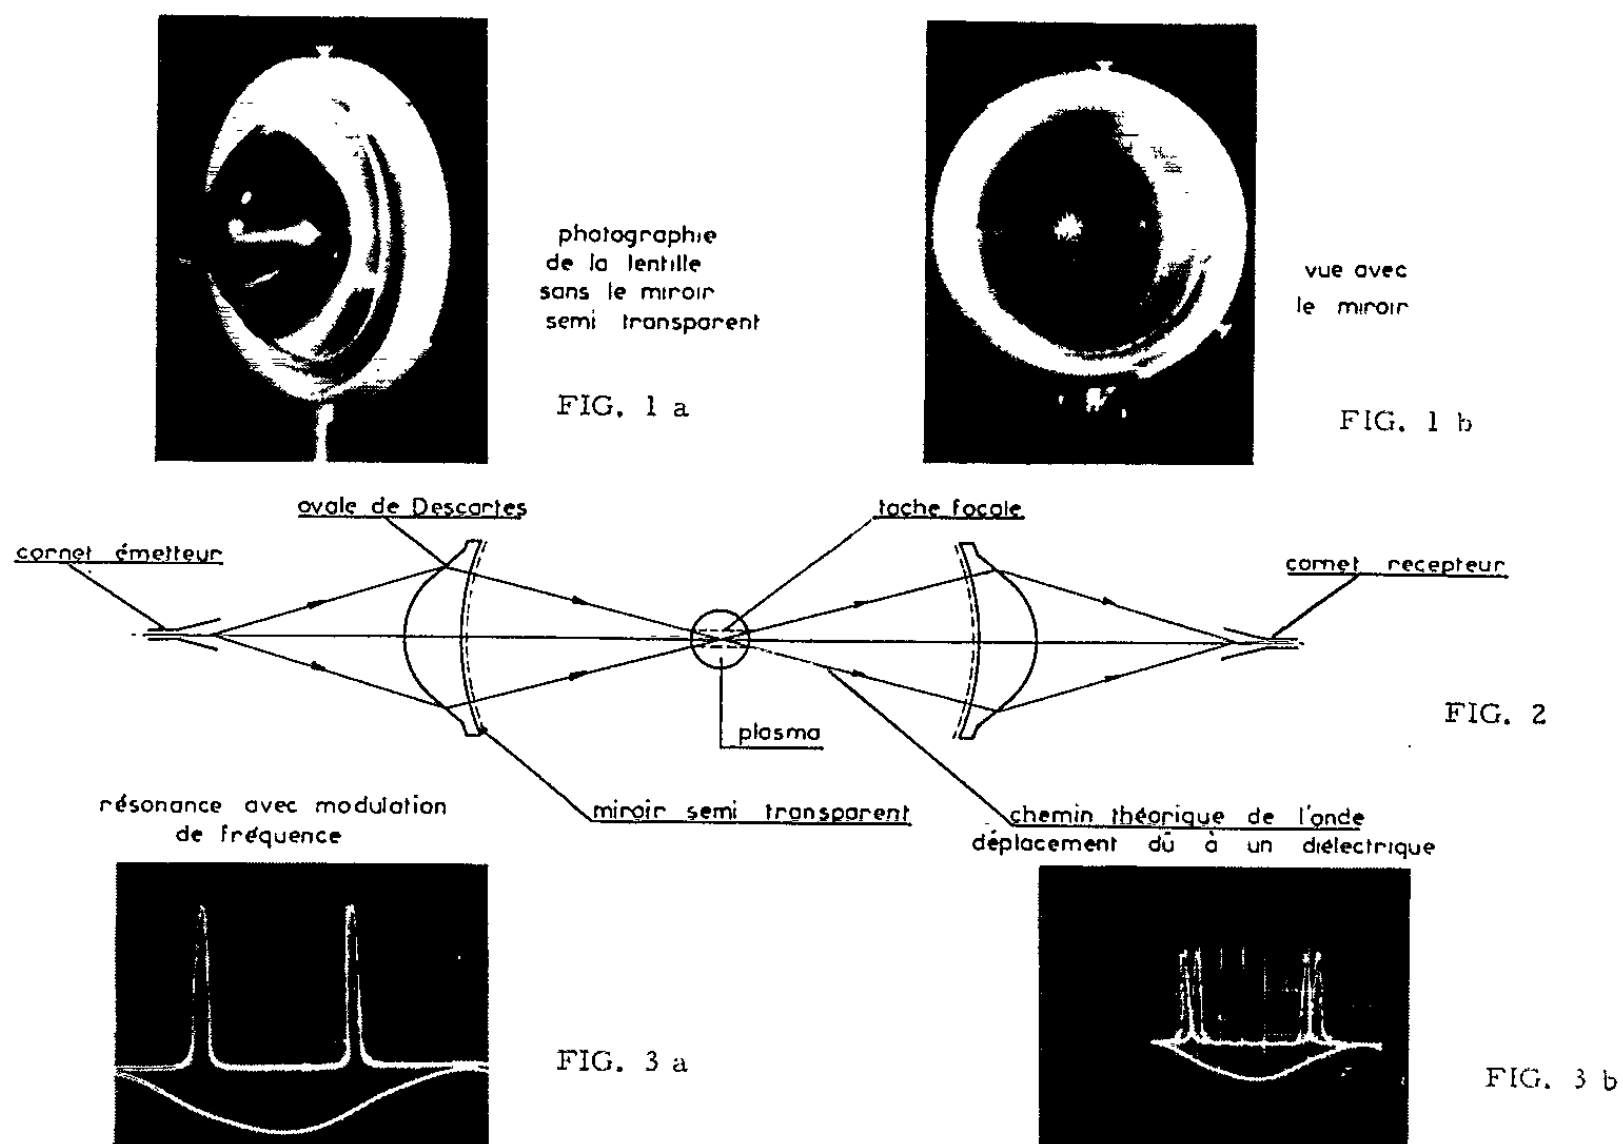 photographie
de la lentille
sans le miroir
semi transparent
FIG. 1 a
vue avec
le miroir
FIG. 1 b
ovale de Descartes
tache focale
cornet émetteur
cornet recepteur
plasma
FIG. 2
miroir semi transparent
chemin théorique de l'onde
résonance avec modulation
de fréquence
déplacement dû à un diélectrique
FIG. 3 a
FIG. 3 b